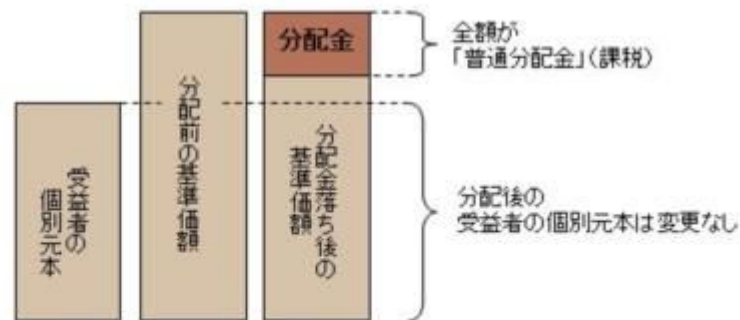 受益者の
個別元本
分配前の基準価額
分配金
分配金落ち後の
基準価額
全額が
「普通分配金」(課税)
分配後の
受益者の個別元本は変更なし